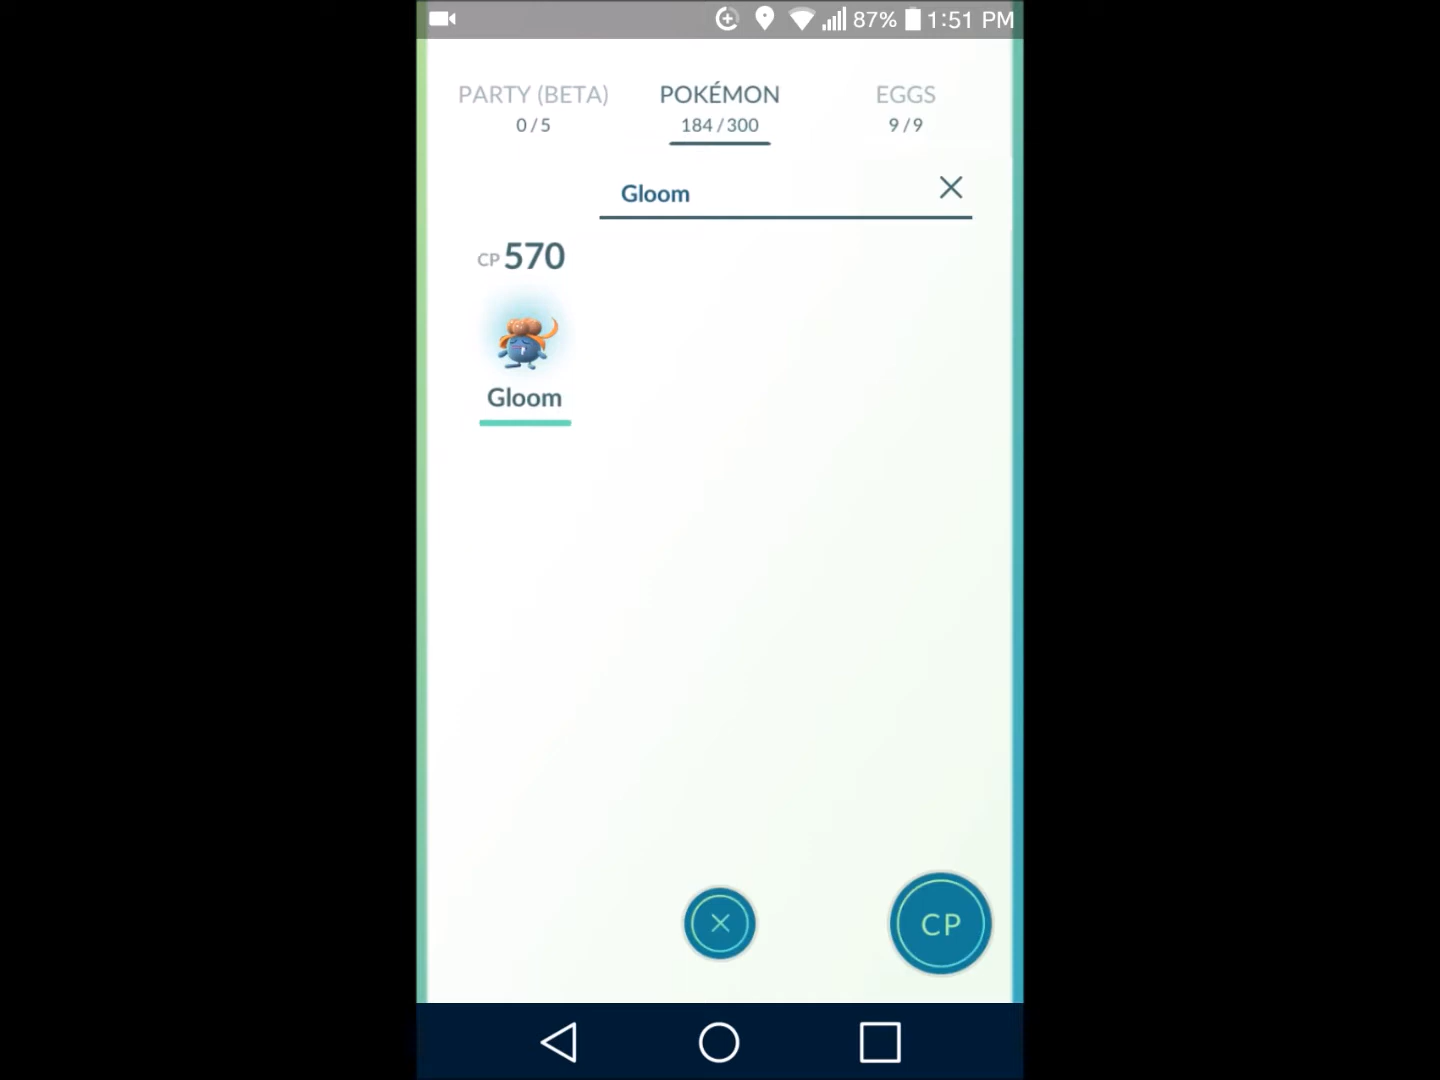 87% 1:51 PM
PARTY (BETA) POKÉMON EGGS
0/5 184/300 9/9
Gloom
CP 570
Gloom
CP